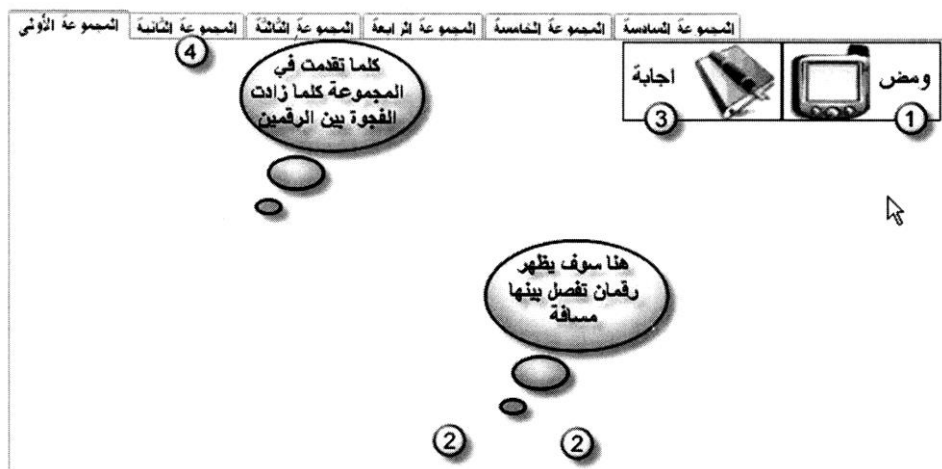 المجموعة الأولى المجموعة الثانية المجموعة الثالثة المجموعة الرابعة المجموعة الخامسة المجموعة السادسة
4
كلما تقدمت في
المجموعة كلما زادت
الفجوة بين الرقمين
ومض
1
اجابة
3
هنا سوف يظهر
رقمان تفصل بينها
مسافة
2 2